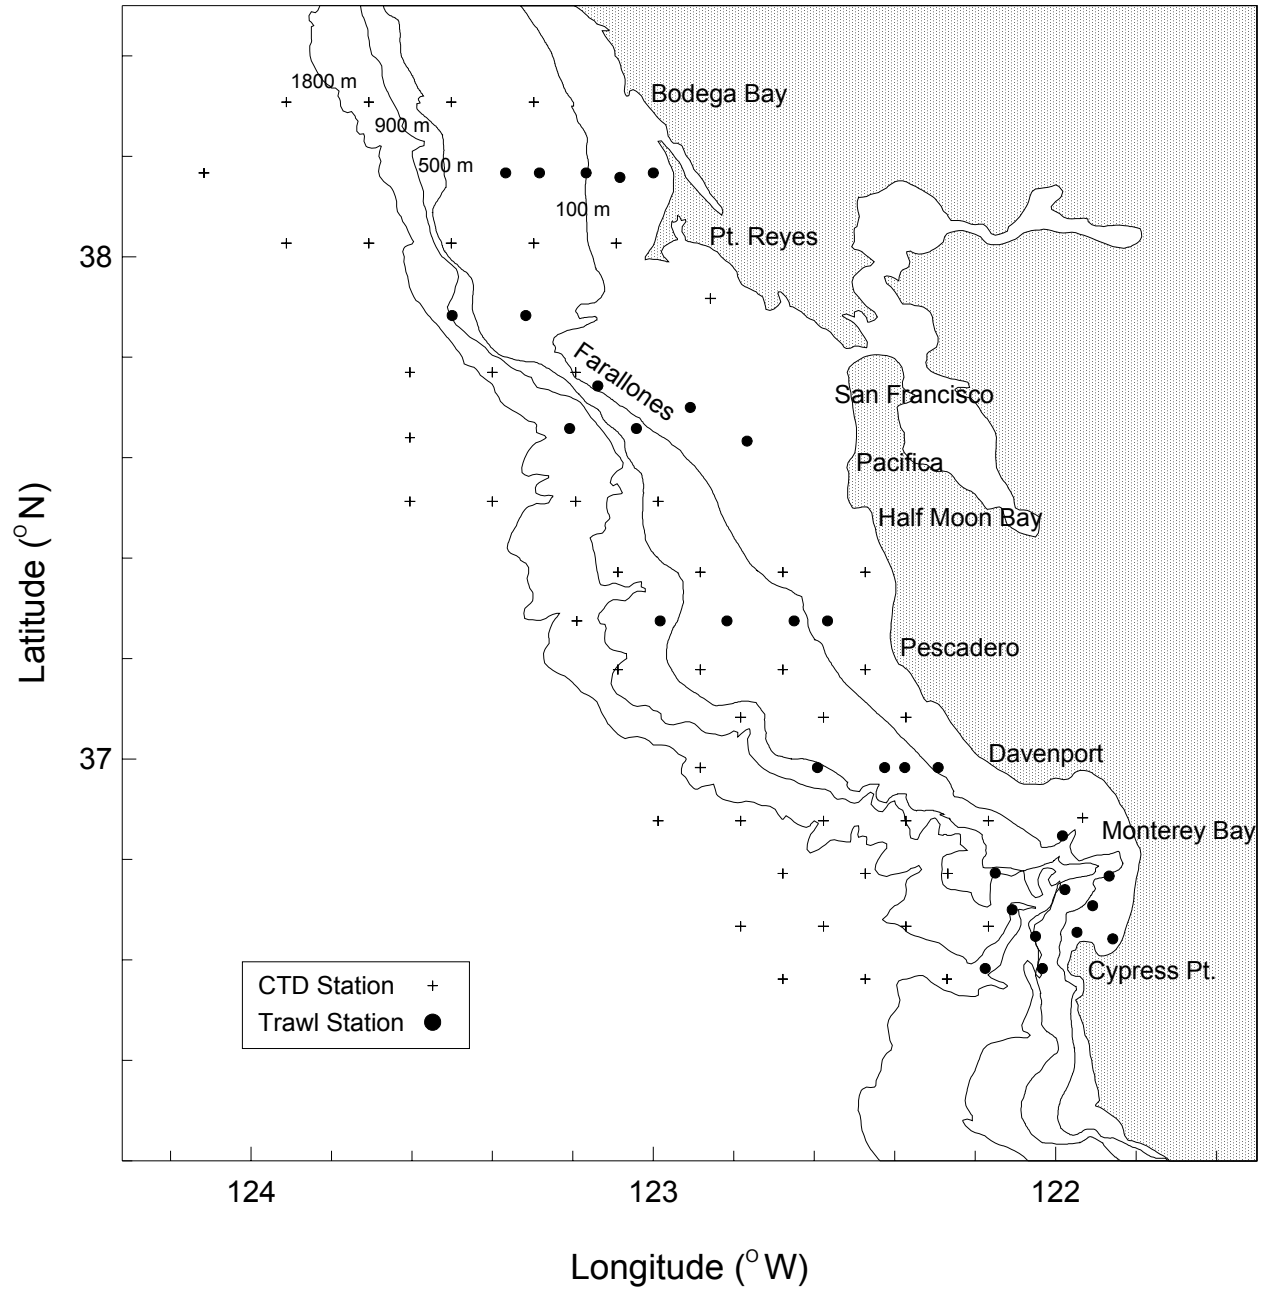 1800 m
Bodega Bay
900 m
500 m
100 m
Pt. Reyes
38
Farallones
San Francisco
Pacifica
Half Moon Bay
Latitude (°N)
Pescadero
37
Davenport
Monterey Bay
Cypress Pt.
CTD Station +
Trawl Station
124
123
122
Longitude (°W)